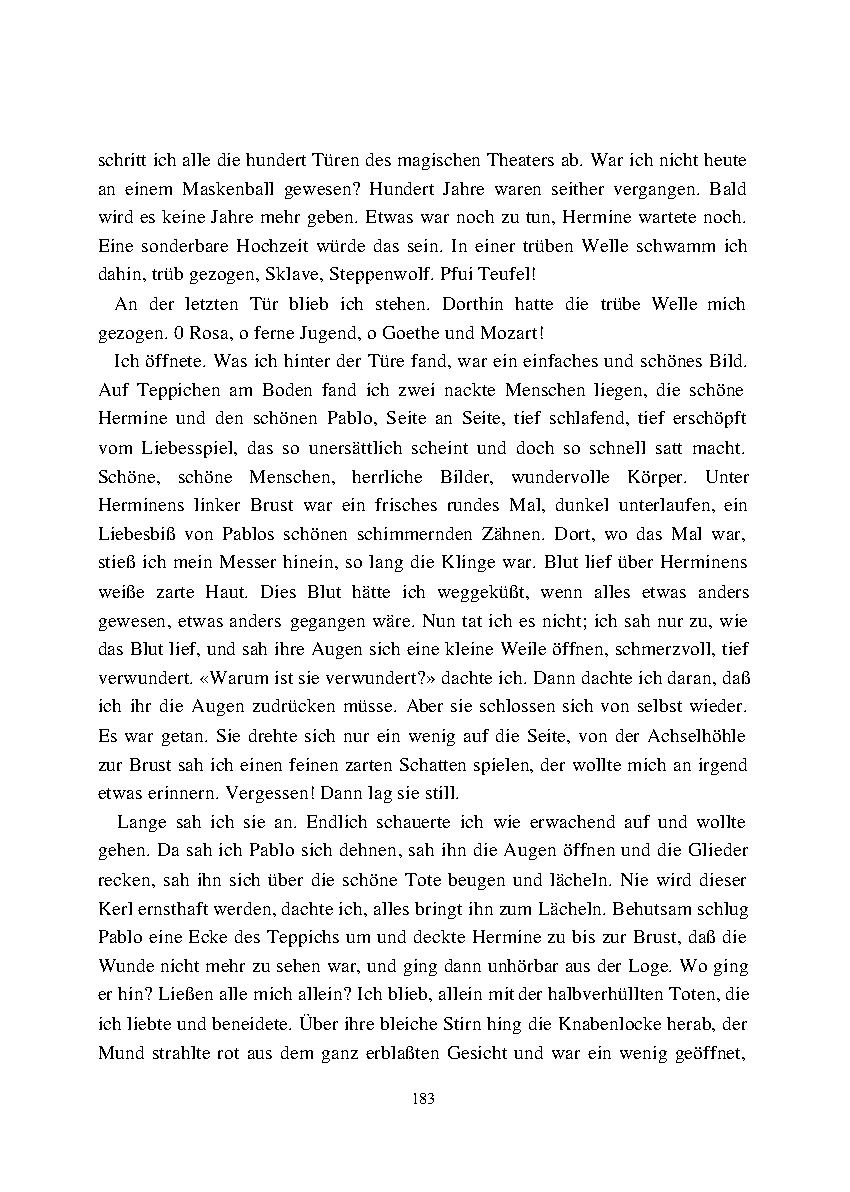 schritt ich alle die hundert Türen des magischen Theaters ab. War ich nicht heute
an einem Maskenball gewesen? Hundert Jahre waren seither vergangen. Bald
wird es keine Jahre mehr geben. Etwas war noch zu tun, Hermine wartete noch.
Eine sonderbare Hochzeit würde das sein. In einer trüben Welle schwamm ich
dahin, trüb gezogen, Sklave, Steppenwolf. Pfui Teufel!
An der letzten Tür blieb ich stehen. Dorthin hatte die trübe Welle mich
gezogen. 0 Rosa, o ferne Jugend, o Goethe und Mozart!
Ich öffnete. Was ich hinter der Türe fand, war ein einfaches und schönes Bild.
Auf Teppichen am Boden fand ich zwei nackte Menschen liegen, die schöne
Hermine und den schönen Pablo, Seite an Seite, tief schlafend, tief erschöpft
vom Liebesspiel, das so unersättlich scheint und doch so schnell satt macht.
Schöne, schöne Menschen, herrliche Bilder, wundervolle Körper. Unter
Herminens linker Brust war ein frisches rundes Mal, dunkel unterlaufen, ein
Liebesbiß von Pablos schönen schimmernden Zähnen. Dort, wo das Mal war,
stieß ich mein Messer hinein, so lang die Klinge war. Blut lief über Herminens
weiße zarte Haut. Dies Blut hätte ich weggeküßt, wenn alles etwas anders
gewesen, etwas anders gegangen wäre. Nun tat ich es nicht; ich sah nur zu, wie
das Blut lief, und sah ihre Augen sich eine kleine Weile öffnen, schmerzvoll, tief
verwundert. «Warum ist sie verwundert?» dachte ich. Dann dachte ich daran, daß
ich ihr die Augen zudrücken müsse. Aber sie schlossen sich von selbst wieder.
Es war getan. Sie drehte sich nur ein wenig auf die Seite, von der Achselhöhle
zur Brust sah ich einen feinen zarten Schatten spielen, der wollte mich an irgend
etwas erinnern. Vergessen! Dann lag sie still.
Lange sah ich sie an. Endlich schauerte ich wie erwachend auf und wollte
gehen. Da sah ich Pablo sich dehnen, sah ihn die Augen öffnen und die Glieder
recken, sah ihn sich über die schöne Tote beugen und lächeln. Nie wird dieser
Kerl ernsthaft werden, dachte ich, alles bringt ihn zum Lächeln. Behutsam schlug
Pablo eine Ecke des Teppichs um und deckte Hermine zu bis zur Brust, daß die
Wunde nicht mehr zu sehen war, und ging dann unhörbar aus der Loge. Wo ging
er hin? Ließen alle mich allein? Ich blieb, allein mit der halbverhüllten Toten, die
ich liebte und beneidete. Über ihre bleiche Stirn hing die Knabenlocke herab, der
Mund strahlte rot aus dem ganz erblaßten Gesicht und war ein wenig geöffnet,
183